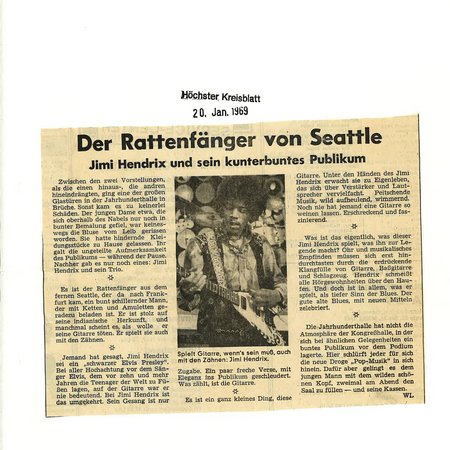 Höchster Kreisblatt
20. Jan. 1969
Der Rattenfänger von Seattle
Jimi Hendrix und sein kunterbuntes Publikum
Zwischen den zwei Vorstellungen,
als die einen hinaus-, die andren
hineindrängten, ging eine der großen
Glastüren in der Jahrhunderthalle in
Brüche. Sonst kam es zu keinerlei
Schäden. Der jungen Dame etwa, die
sich oberhalb des Nabels nur noch in
bunter Bemalung gefiel, war keines-
wegs die Bluse vom Leib gerissen
worden. Sie hatte hindernde Klei-
dungsstücke zu Hause gelassen. Ihr
galt die ungeteilte Aufmerksamkeit
des Publikums — während der Pause.
Nachher gab es nur noch eines: Jimi
Hendrix und sein Trio.
Es ist der Rattenfänger aus dem
fernen Seattle, der da nach Frank-
furt kam, ein bunt schillernder Mann,
der mit Ketten und Amuletten ge-
radezu beladen ist. Er ist stolz auf
seine indianische Herkunft, und
manchmal scheint es, als wolle er
seine Gitarre töten. Er spielt sie auch
mit den Zähnen.
Jemand hat gesagt, Jimi Hendrix
sei ein „schwarzer Elvis Presley".
Bei aller Hochachtung vor dem Sän-
ger Elvis, dem vor zehn und mehr
Jahren die Teenager der Welt zu Fü-
ßen lagen, auf der Gitarre war er
nie bedeutend. Bei Jimi Hendrix ist
das umgekehrt. Sein Gesang ist nur
Spielt Gitarre, wenn's sein muß, auch
mit den Zähnen: Jimi Hendrix.
Zugabe. Ein paar freche Verse, mit
Eleganz ins Publikum geschleudert.
Was zählt, ist die Gitarre.
Es ist ein ganz kleines Ding, diese
Gitarre. Unter den Händen des Jimi
Hendrix erwacht sie zu Eigenleben,
das sich über Verstärker und Laut-
sprecher vervielfacht. Peitschende
Musik, wild aufheulend, wimmernd.
Noch nie hat jemand eine Gitarre so
weinen lassen. Erschreckend und fas-
zinierend.
Was ist das eigentlich, was dieser
Jimi Hendrix spielt, was ihn zur Le-
gende macht? Ohr und musikalisches
Empfinden müssen sich erst hin-
durchtasten durch die erdrückende
Klangfülle von Gitarre, Baßgitarre
und Schlagzeug. Hendrix schmeißt
alle Hörgewohnheiten über den Hau-
fen. Und doch ist in allem, was er
spielt, als tiefer Sinn der Blues. Der
gute alte Blues, mit neuen Mitteln
zelebriert.
Die Jahrhunderthalle hat nicht die
Atmosphäre der Kongreßhalle, in der
sich bei ähnlichen Gelegenheiten ein
buntes Publikum vor dem Podium
lagerte. Hier schlürft jeder für sich
die neue Droge „Pop-Musik" in sich
hinein. Dafür aber gelingt es dem
jungen Mann mit dem wilden schö-
nen Kopf, zweimal am Abend den
Saal zu füllen — und seine Kassen.
WL